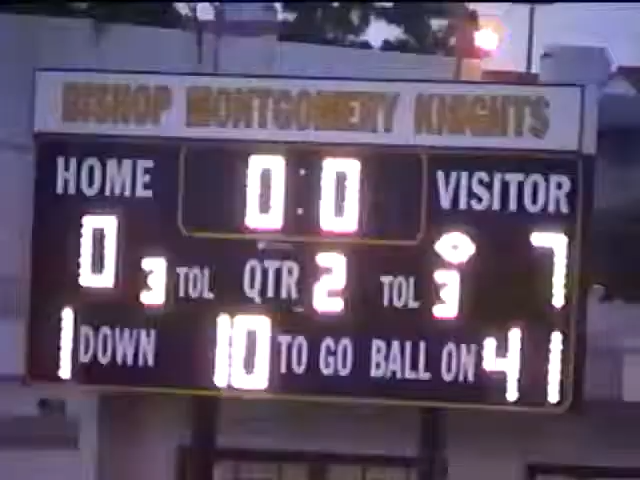 BISHOP MONTGOMERY KNIGHTS
HOME 0:0 VISITOR
0 3 TOL QTR 2 TOL 3 7
1 DOWN 10 TO GO BALL ON 41